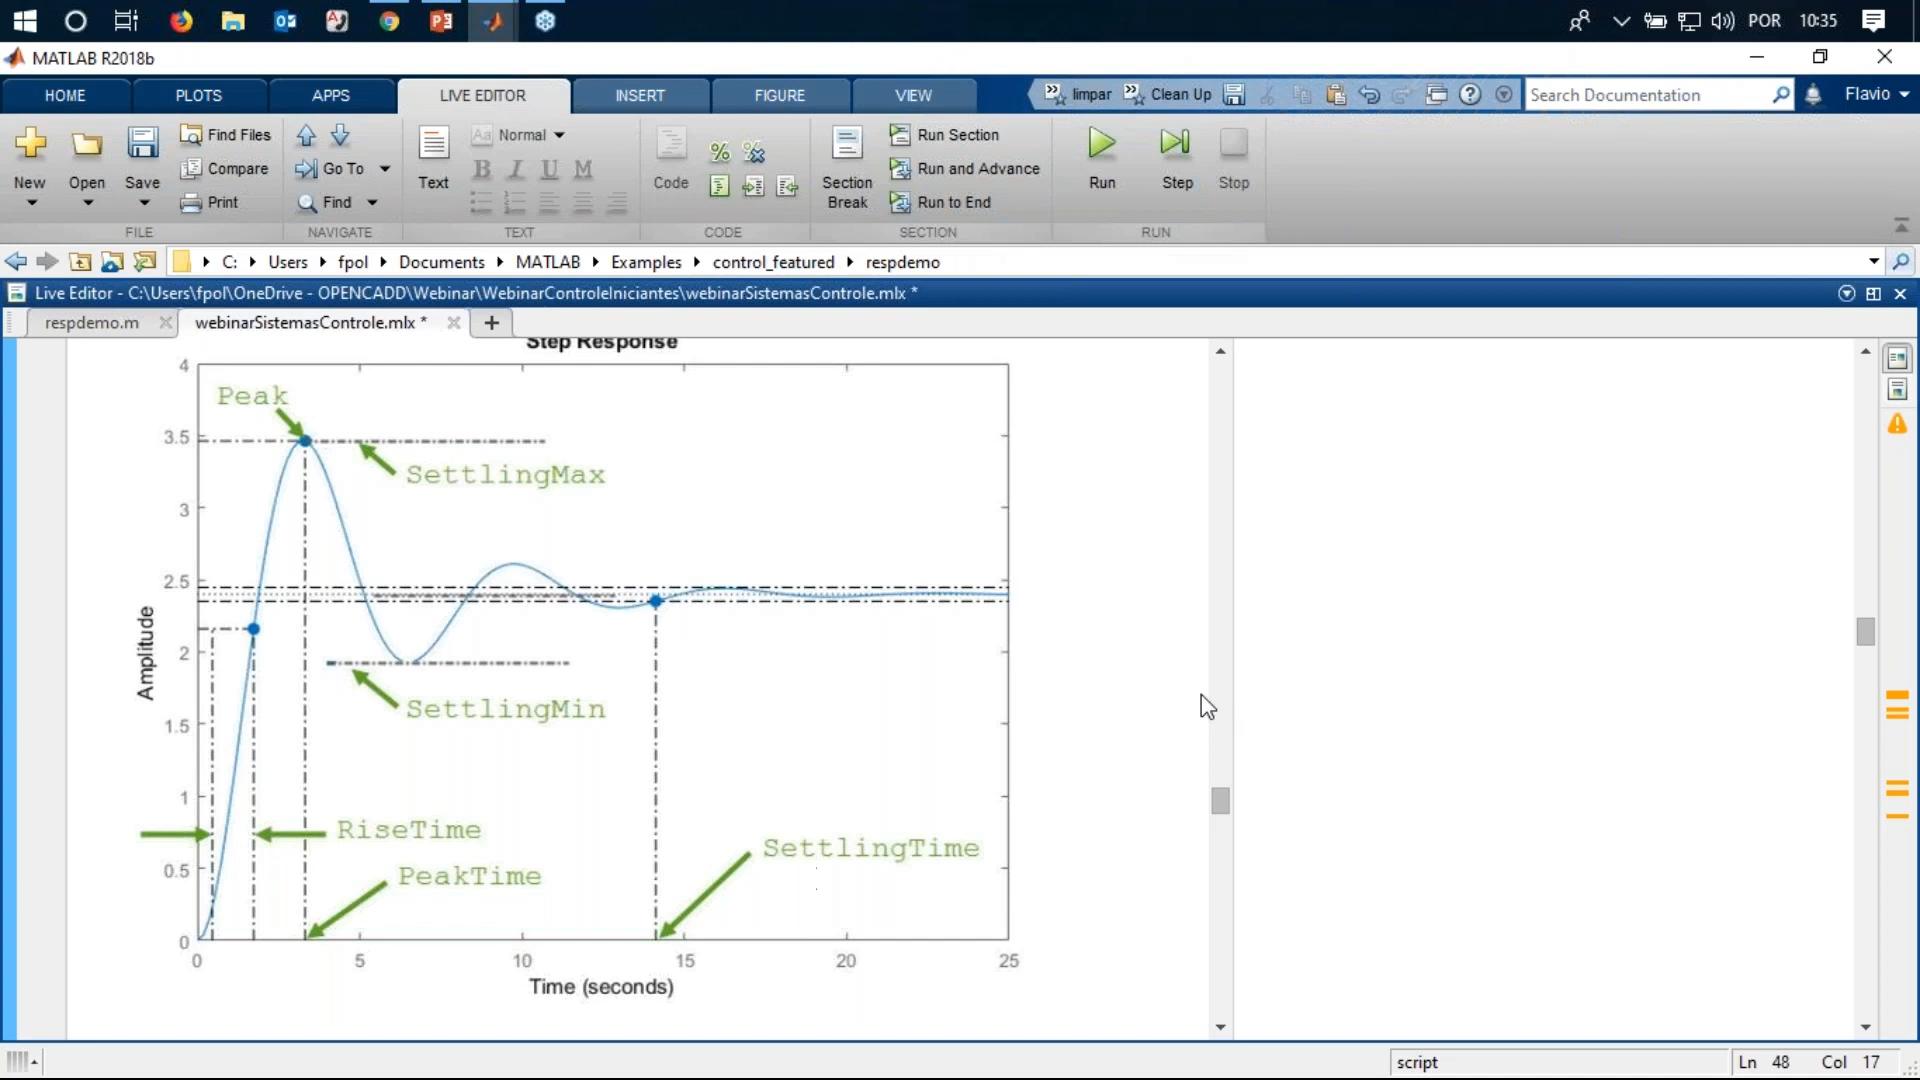 POR 10:35
MATLAB R2018b
HOME PLOTS APPS LIVE EDITOR INSERT FIGURE VIEW limpar Clean Up Search Documentation Flavio
New Open Save Find Files Compare Print
FILE
Go To
Find
NAVIGATE
Text Aa Normal
B I U M
TEXT
Code
CODE
Section Break
Run Section
Run and Advance
Run to End
SECTION
Run Step Stop
RUN
C: Users fpol Documents MATLAB Examples control_featured respdemo
Live Editor - C:\Users\fpol\OneDrive - OPENCADD\Webinar\WebinarControleIniciantes\webinarSistemasControle.mlx *
respdemo.m webinarSistemasControle.mlx *
Step Response
4
Peak
3.5
SettlingMax
3
2.5
Amplitude
2
SettlingMin
1.5
1
RiseTime
SettlingTime
0.5
PeakTime
0
0 5 10 15 20 25
Time (seconds)
script Ln 48 Col 17